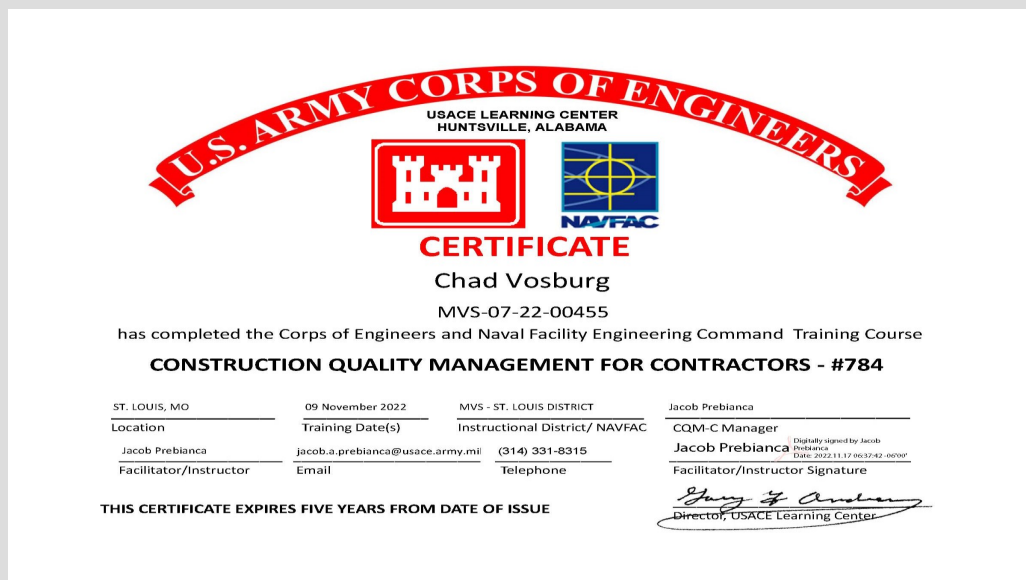 U.S. ARMY CORPS OF ENGINEERS
USACE LEARNING CENTER
HUNTSVILLE, ALABAMA
NAVFAC
CERTIFICATE
Chad Vosburg
MVS-07-22-00455
has completed the Corps of Engineers and Naval Facility Engineering Command Training Course
CONSTRUCTION QUALITY MANAGEMENT FOR CONTRACTORS - #784
ST. LOUIS, MO 09 November 2022 MVS - ST. LOUIS DISTRICT Jacob Prebianca
Location Training Date(s) Instructional District/ NAVFAC CQM-C Manager
Jacob Prebianca jacob.a.prebianca@usace.army.mil (314) 331-8315 Jacob Prebianca
Digitally signed by Jacob
Prebianca
Date: 2022.11.17 06:37:42 -06'00'
Facilitator/Instructor Email Telephone Facilitator/Instructor Signature
THIS CERTIFICATE EXPIRES FIVE YEARS FROM DATE OF ISSUE
Director, USACE Learning Center